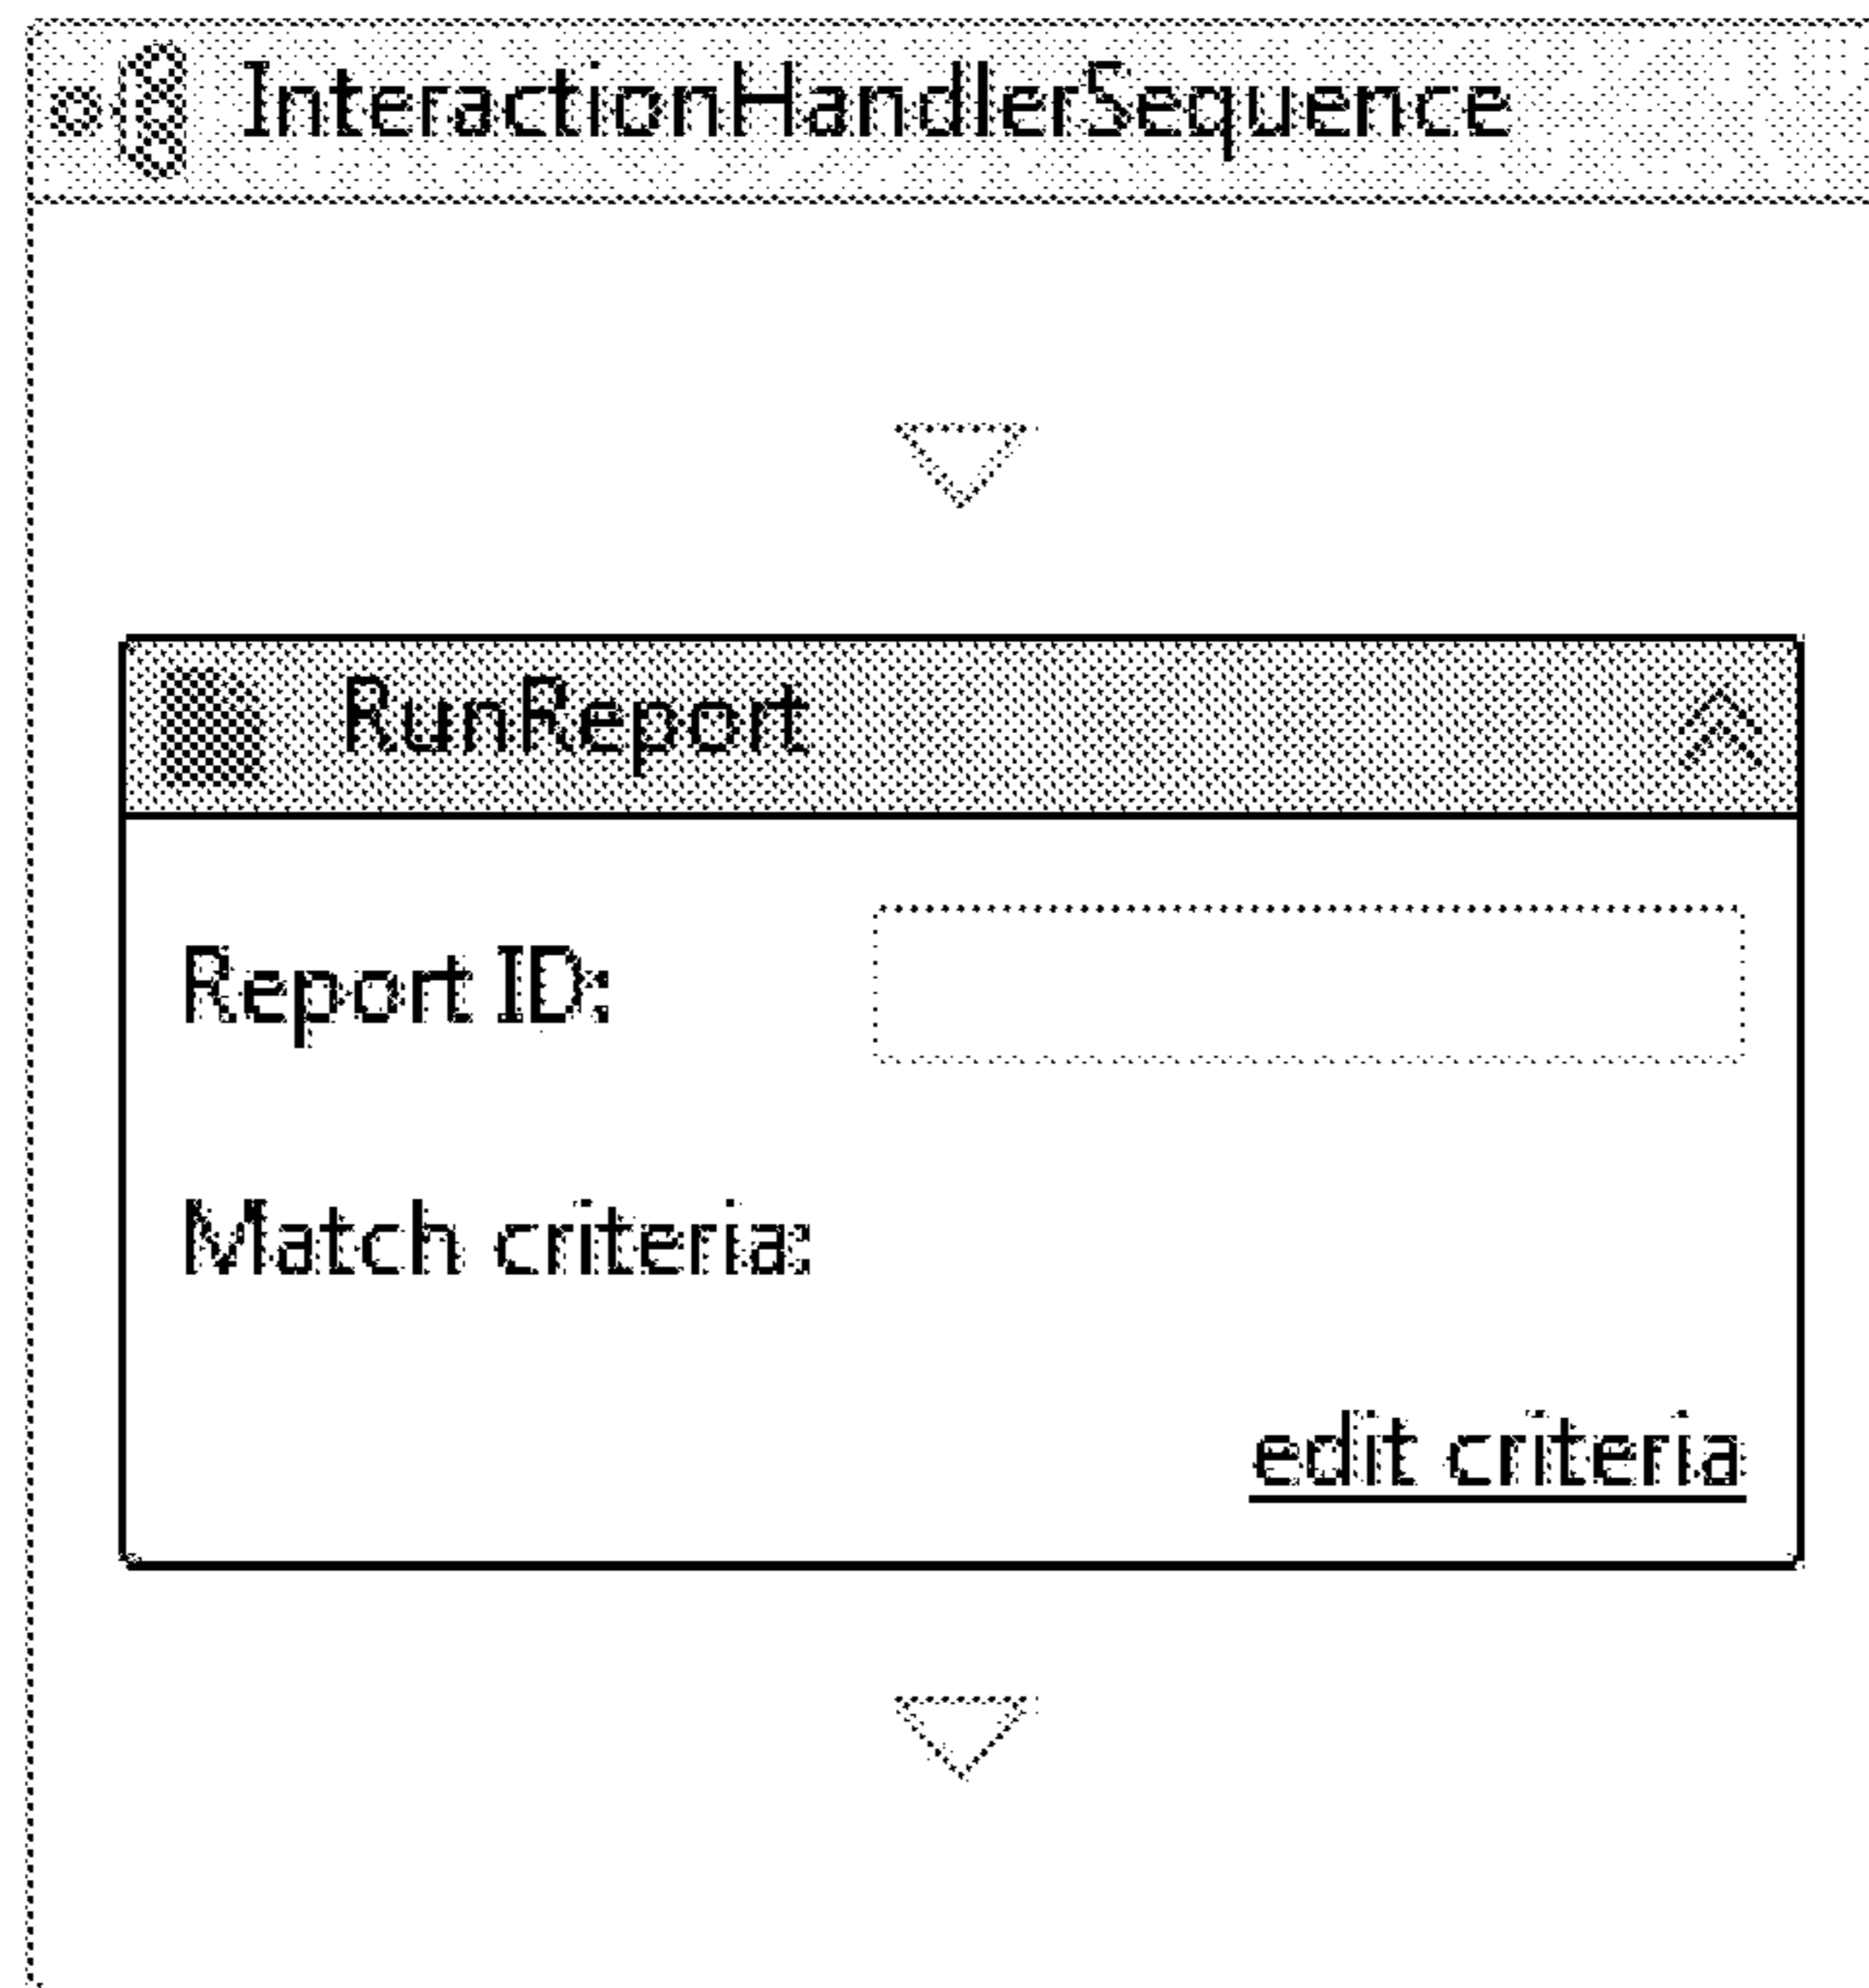 InteractionHandlerSequence
RunReport
Report ID:
Match criteria:
edit criteria